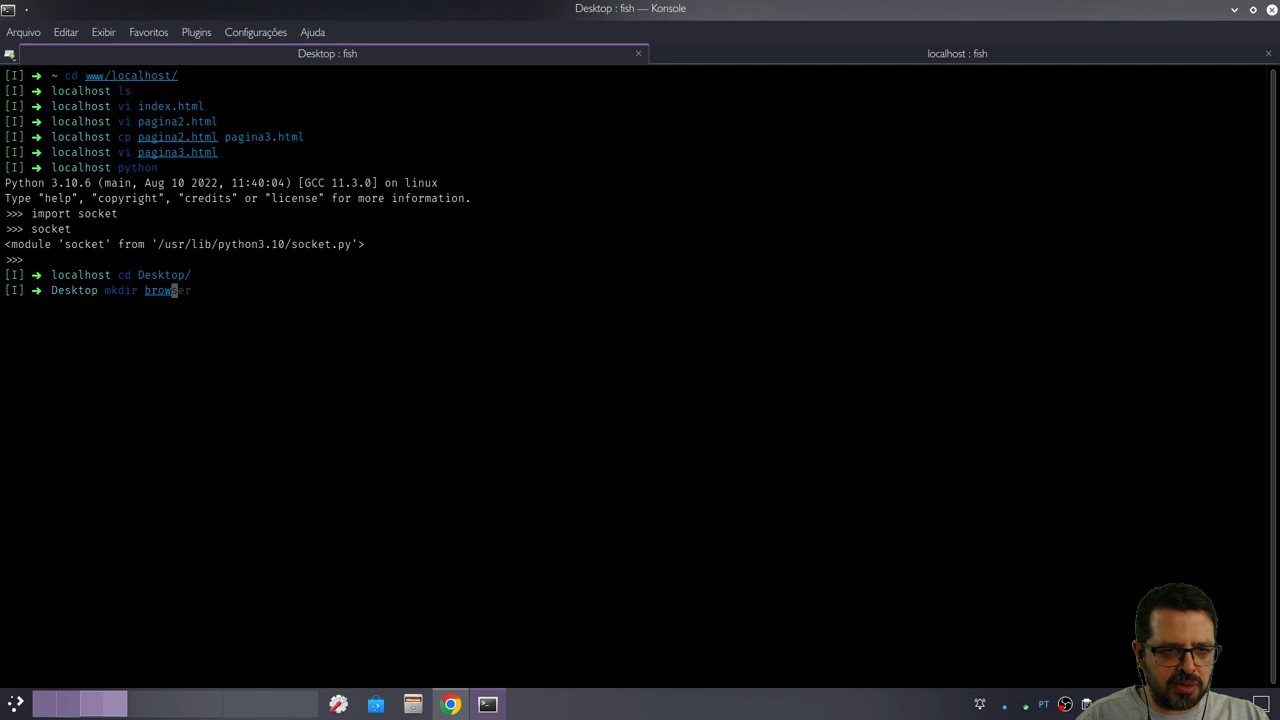 Desktop : fish — Konsole
Arquivo Editar Exibir Favoritos Plugins Configurações Ajuda
Desktop : fish
localhost : fish
[I] ➜ ~ cd www/localhost/
[I] ➜ localhost ls
[I] ➜ localhost vi index.html
[I] ➜ localhost vi pagina2.html
[I] ➜ localhost cp pagina2.html pagina3.html
[I] ➜ localhost vi pagina3.html
[I] ➜ localhost python
Python 3.10.6 (main, Aug 10 2022, 11:40:04) [GCC 11.3.0] on linux
Type "help", "copyright", "credits" or "license" for more information.
>>> import socket
>>> socket
<module 'socket' from '/usr/lib/python3.10/socket.py'>
>>>
[I] ➜ localhost cd Desktop/
[I] ➜ Desktop mkdir browser
PT